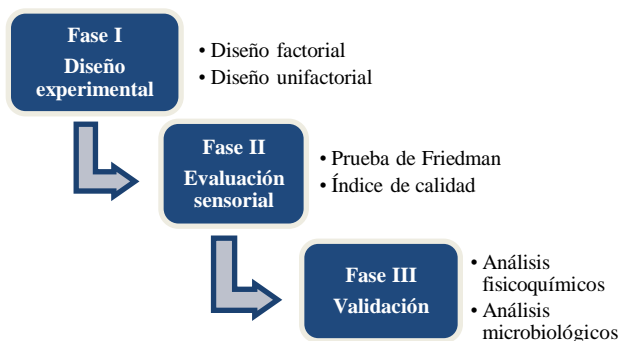 Fase I
Diseño
experimental
• Diseño factorial
• Diseño unifactorial
Fase II
Evaluación
sensorial
• Prueba de Friedman
• Índice de calidad
Fase III
Validación
• Análisis
fisicoquímicos
• Análisis
microbiológicos